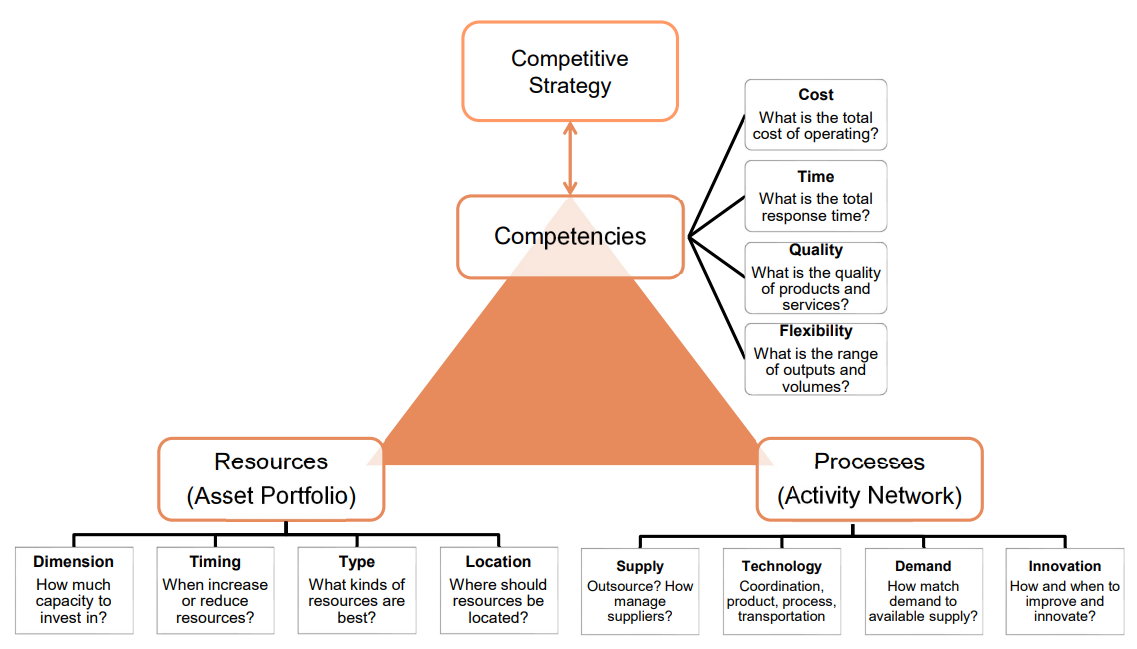 Competitive
Strategy
Competencies
Cost
What is the total
cost of operating?
Time
What is the total
response time?
Quality
What is the quality
of products and
services?
Flexibility
What is the range
of outputs and
volumes?
Resources
(Asset Portfolio)
Dimension
How much
capacity to
invest in?
Timing
When increase
or reduce
resources?
Type
What kinds of
resources are
best?
Location
Where should
resources be
located?
Processes
(Activity Network)
Supply
Outsource? How
manage
suppliers?
Technology
Coordination,
product, process,
transportation
Demand
How match
demand to
available supply?
Innovation
How and when to
improve and
innovate?